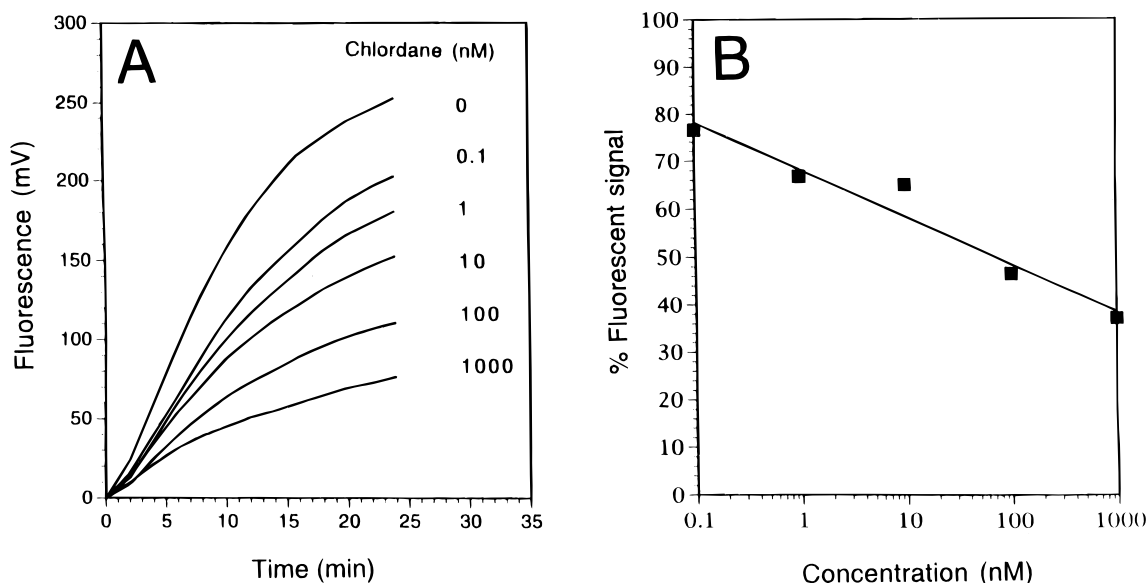 A
Chlordane (nM)
0
0.1
1
10
100
1000
300
250
200
150
100
50
0
Fluorescence (mV)
0 5 10 15 20 25 30 35
Time (min)
B
100
90
80
70
60
50
40
30
20
10
0
% Fluorescent signal
0.1 1 10 100 1000
Concentration (nM)